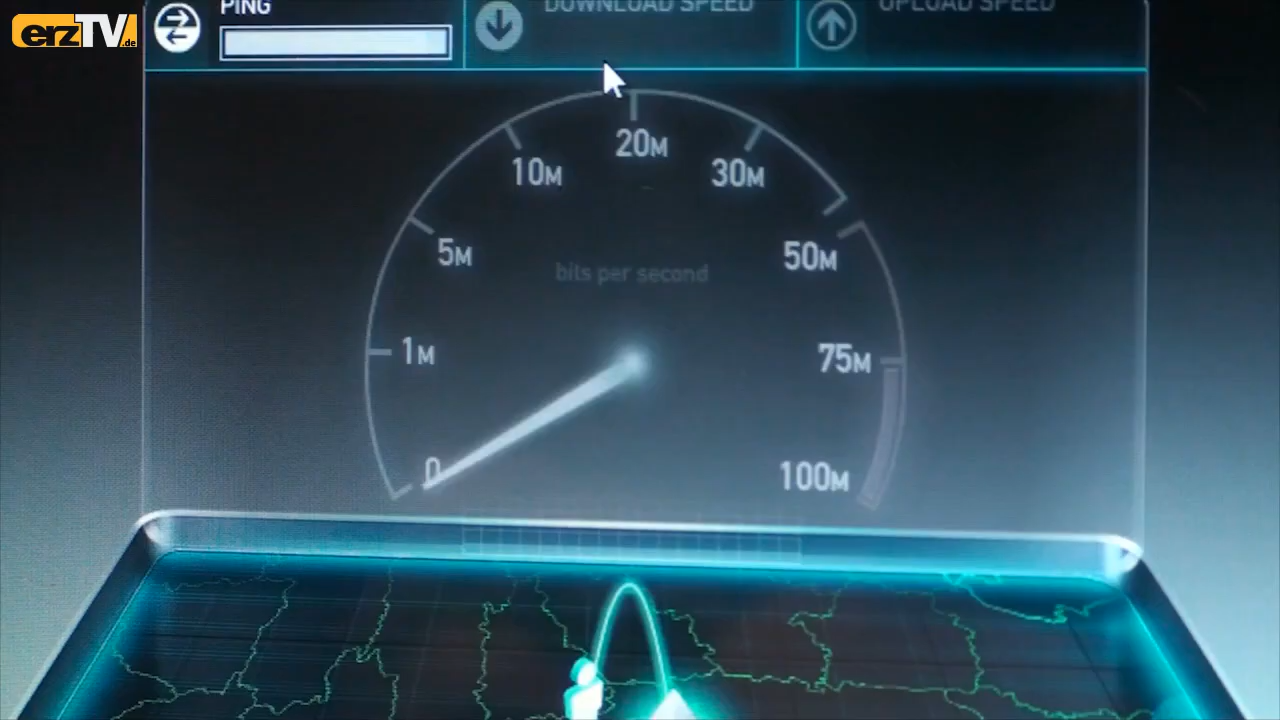 erzTV.de
PING
DOWNLOAD SPEED
UPLOAD SPEED
20M
10M
30M
5M
50M
bits per second
1M
75M
0
100M